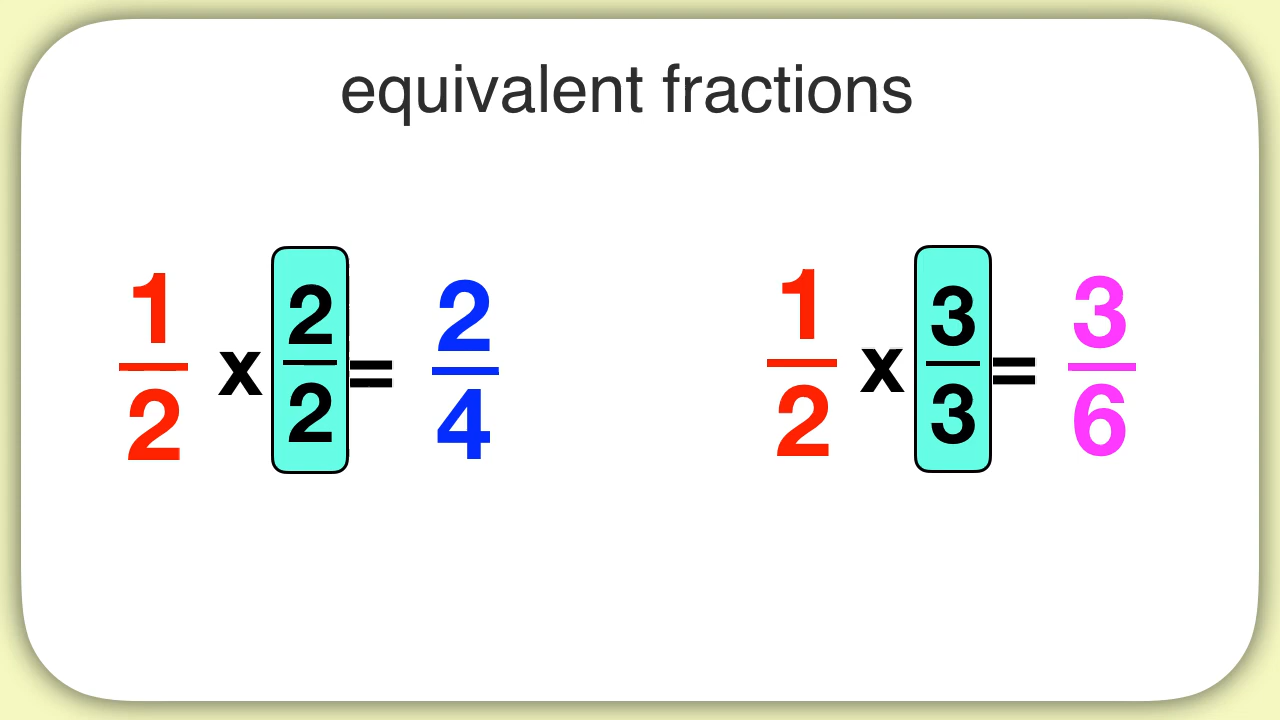 equivalent fractions
1/2 x 2/2 = 2/4
1/2 x 3/3 = 3/6